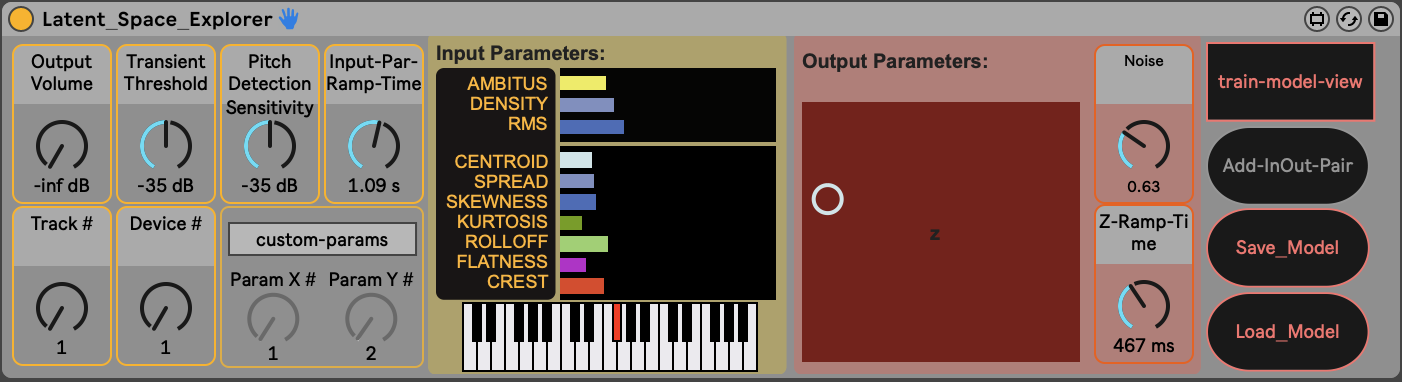 Latent_Space_Explorer
Output
Volume
-inf dB
Transient
Threshold
-35 dB
Pitch
Detection
Sensitivity
-35 dB
Input-Par-
Ramp-Time
1.09 s
Track #
1
Device #
1
custom-params
Param X #
1
Param Y #
2
Input Parameters:
AMBITUS
DENSITY
RMS
CENTROID
SPREAD
SKEWNESS
KURTOSIS
ROLLOFF
FLATNESS
CREST
Output Parameters:
z
Noise
0.63
Z-Ramp-Ti
me
467 ms
train-model-view
Add-InOut-Pair
Save_Model
Load_Model